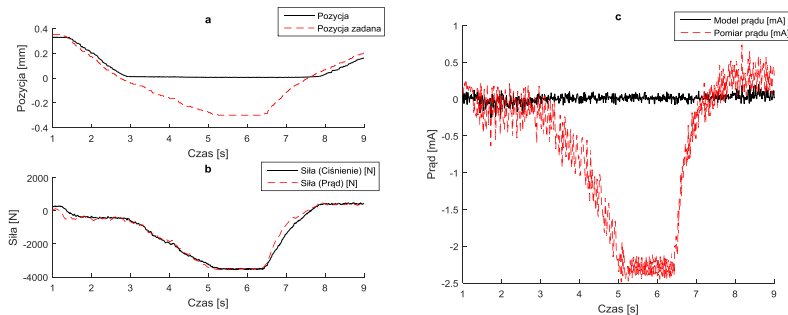 a
Pozycja
Pozycja zadana
Pozycja [mm]
0.4
0.2
0
-0.2
-0.4
1 2 3 4 5 6 7 8 9
Czas [s]
b
Siła (Ciśnienie) [N]
Siła (Prąd) [N]
Siła [N]
2000
0
-2000
-4000
1 2 3 4 5 6 7 8 9
Czas [s]
c
Model prądu [mA]
Pomiar prądu [mA]
Prąd [mA]
1
0.5
0
-0.5
-1
-1.5
-2
-2.5
1 2 3 4 5 6 7 8 9
Czas [s]